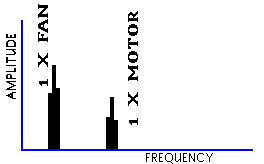 AMPLITUDE
1 X FAN
1 X MOTOR
FREQUENCY